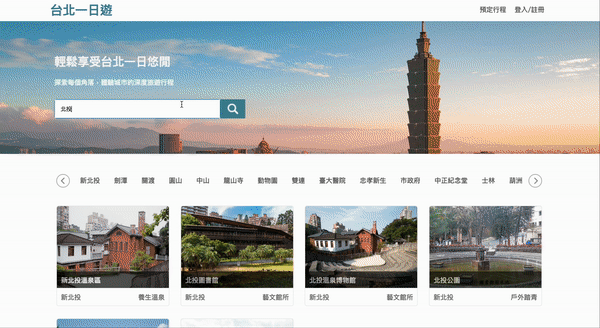 台北一日遊
預定行程 登入/註冊
輕鬆享受台北一日悠閒
探索每個角落，體驗城市的深度旅遊行程
北投
新北投 劍潭 關渡 圓山 中山 龍山寺 動物園 雙連 臺大醫院 忠孝新生 市政府 中正紀念堂 士林 葫洲
新北投溫泉區 北投圖書館 北投溫泉博物館 北投公園
新北投 養生溫泉 新北投 藝文館所 新北投 藝文館所 新北投 戶外踏青